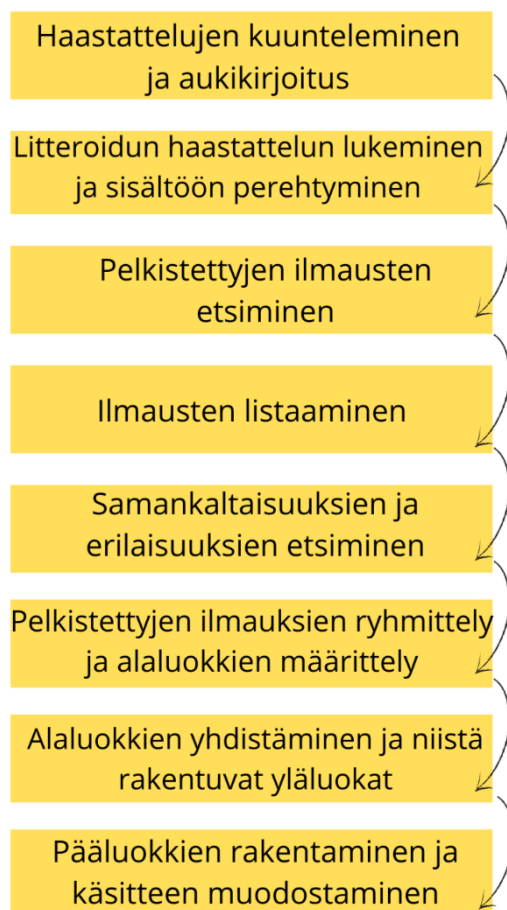 Haastattelujen kuunteleminen
ja aukikirjoitus
Litteroidun haastattelun lukeminen
ja sisältöön perehtyminen
Pelkistettyjen ilmausten
etsiminen
Ilmausten listaaminen
Samankaltaisuuksien ja
erilaisuuksien etsiminen
Pelkistettyjen ilmauksien ryhmittely
ja alaluokkien määrittely
Alaluokkien yhdistäminen ja niistä
rakentuvat yläluokat
Pääluokkien rakentaminen ja
käsitteen muodostaminen